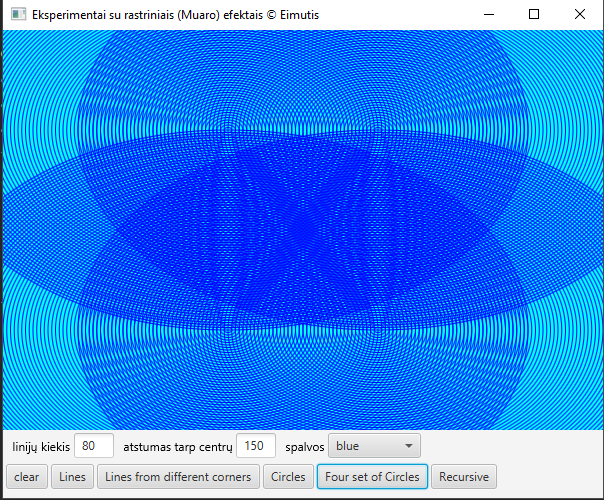 Eksperimentai su rastriniais (Muaro) efektais © Eimutis
linijų kiekis 80 atstumas tarp centrų 150 spalvos blue
clear Lines Lines from different corners Circles Four set of Circles Recursive